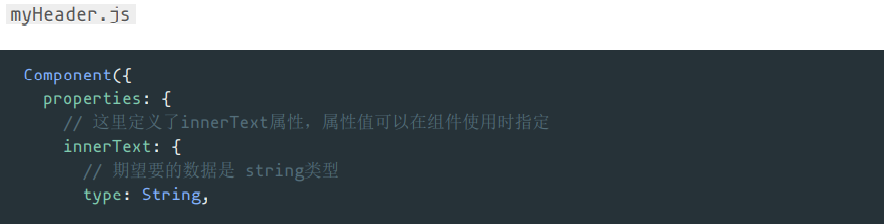 myHeader.js
Component({
properties: {
// 这里定义了innerText属性，属性值可以在组件使用时指定
innerText: {
// 期望要的数据是 string类型
type: String,